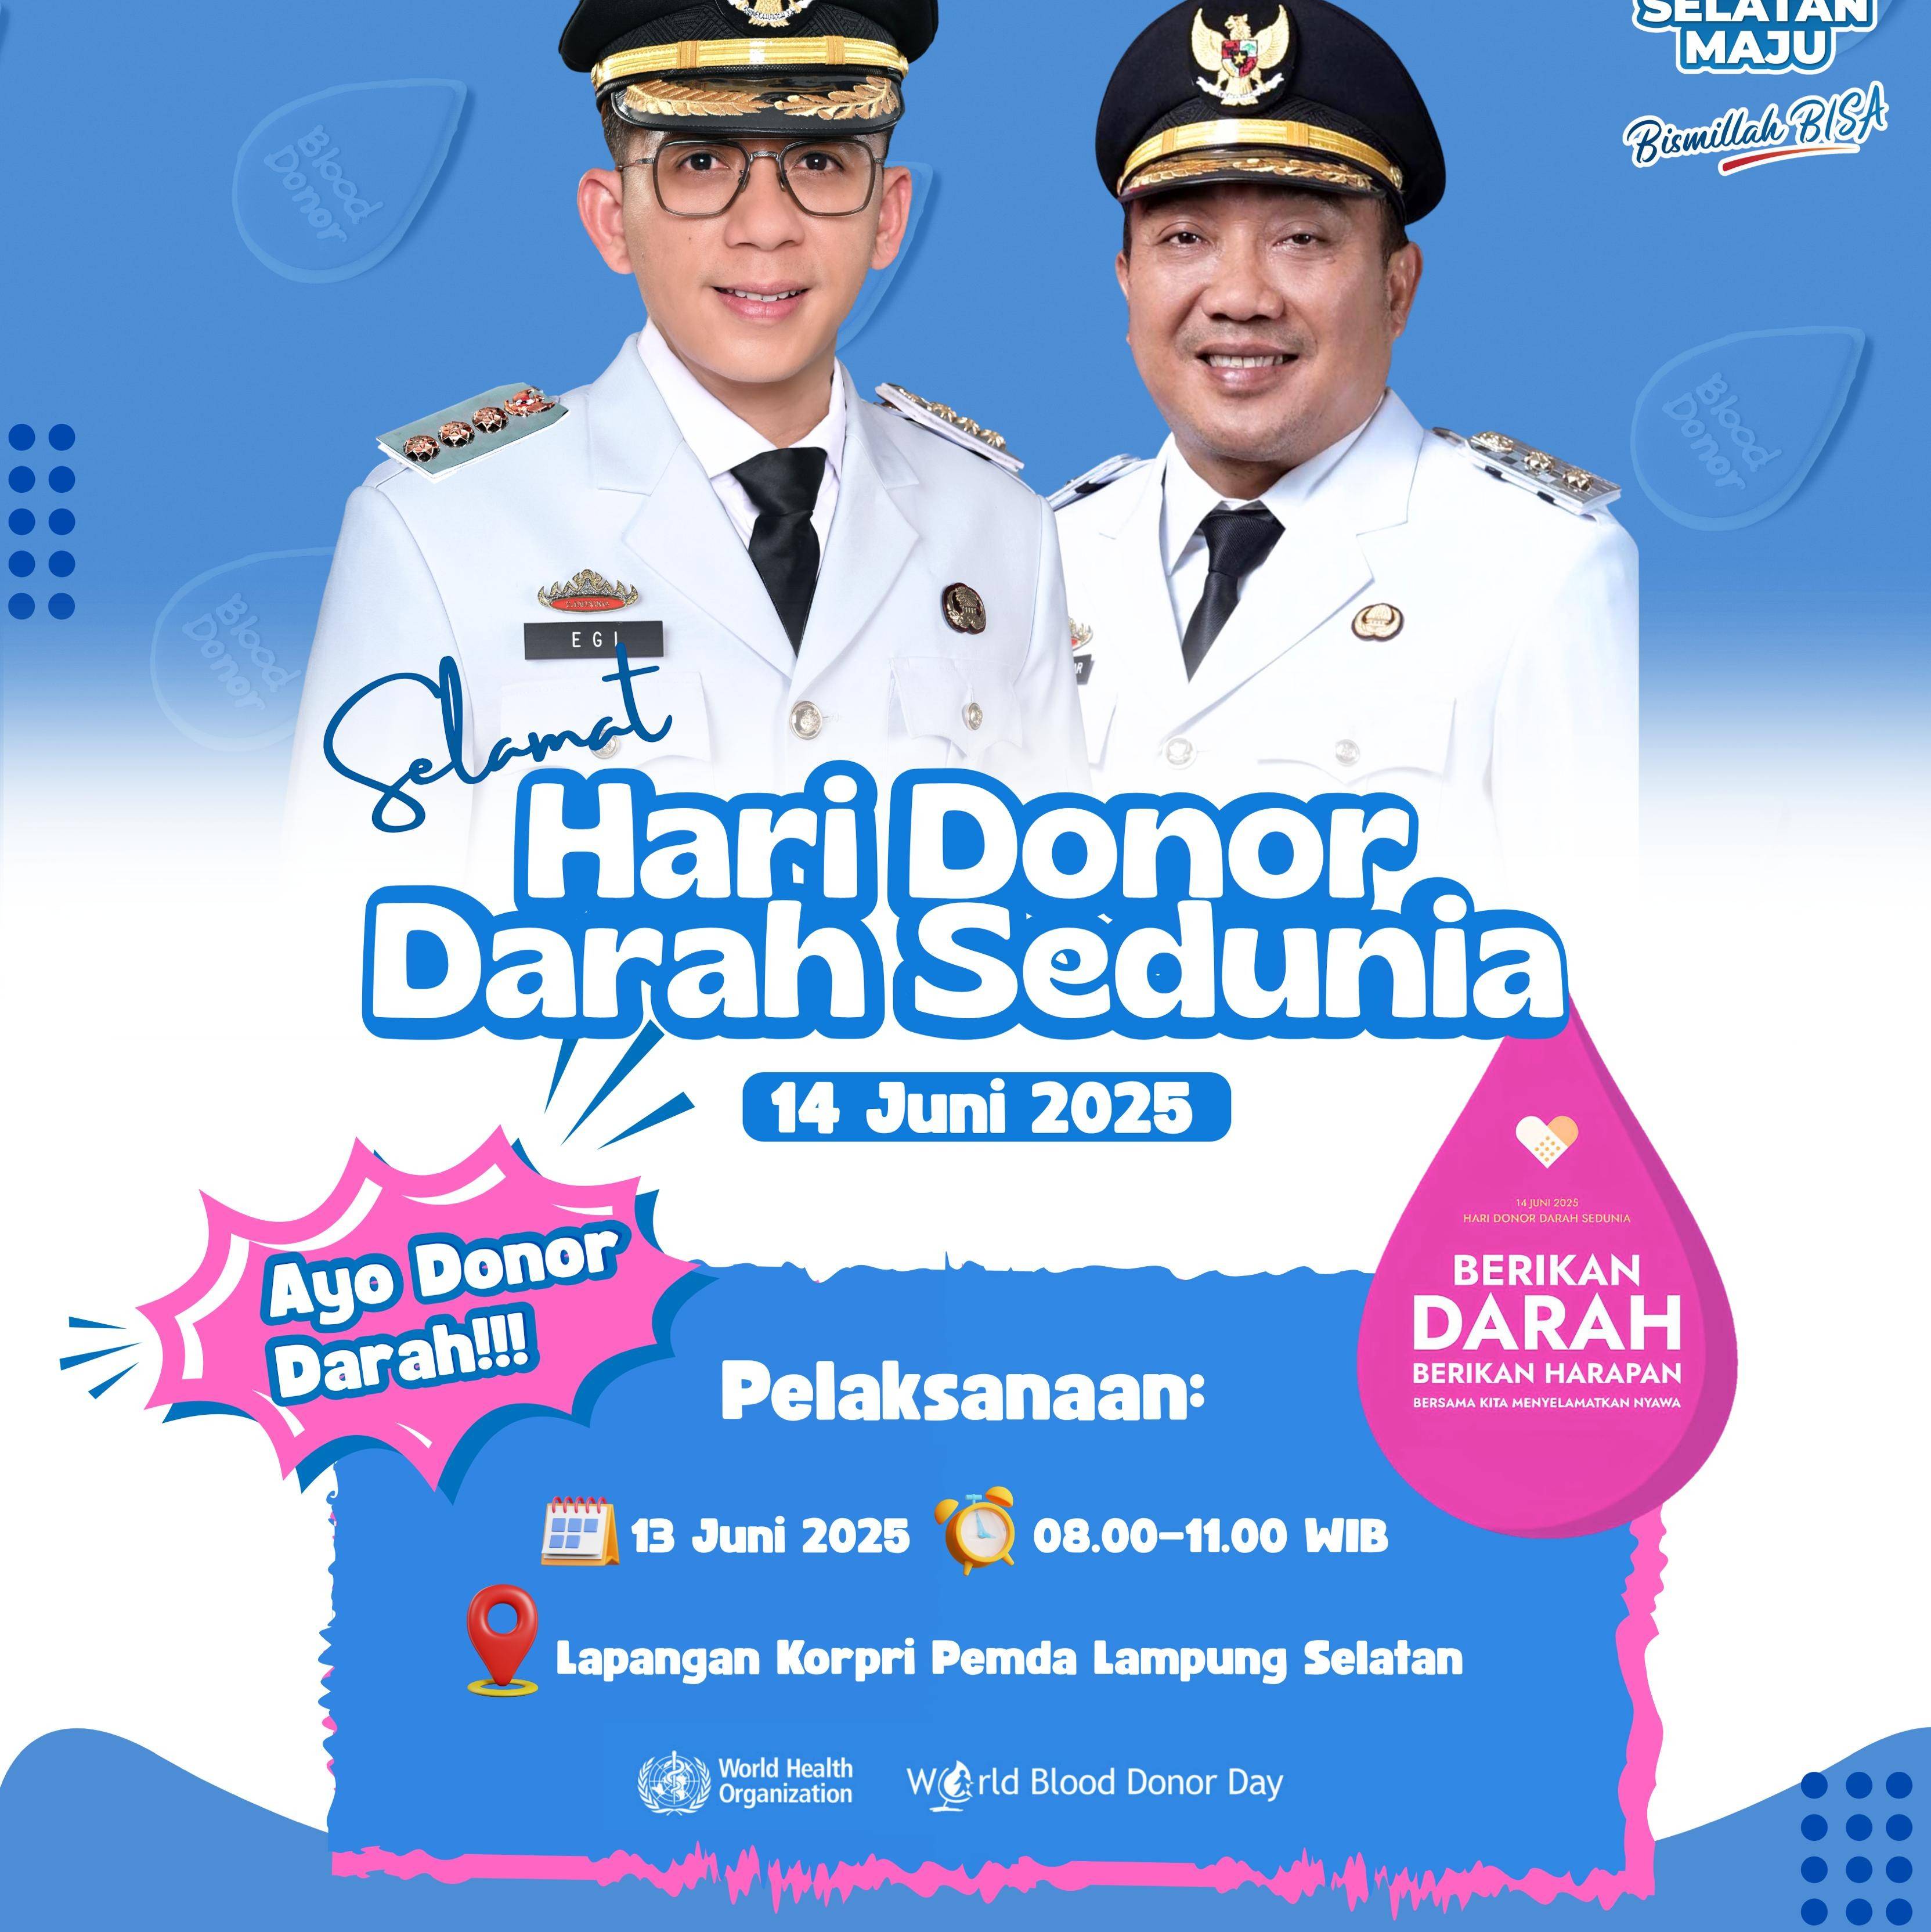 SELATAN
MAJU
Bismillah BISA
Blood
Donor
Blood
Donor
Blood
Donor
EGI
Selamat
Hari Donor
Darah Sedunia
14 Juni 2025
Ayo Donor
Darah!!!
14 JUNI 2025
HARI DONOR DARAH SEDUNIA
BERIKAN
DARAH
BERIKAN HARAPAN
BERSAMA KITA MENYELAMATKAN NYAWA
Pelaksanaan:
13 Juni 2025 08.00-11.00 WIB
Lapangan Korpri Pemda Lampung Selatan
World Health
Organization
World Blood Donor Day